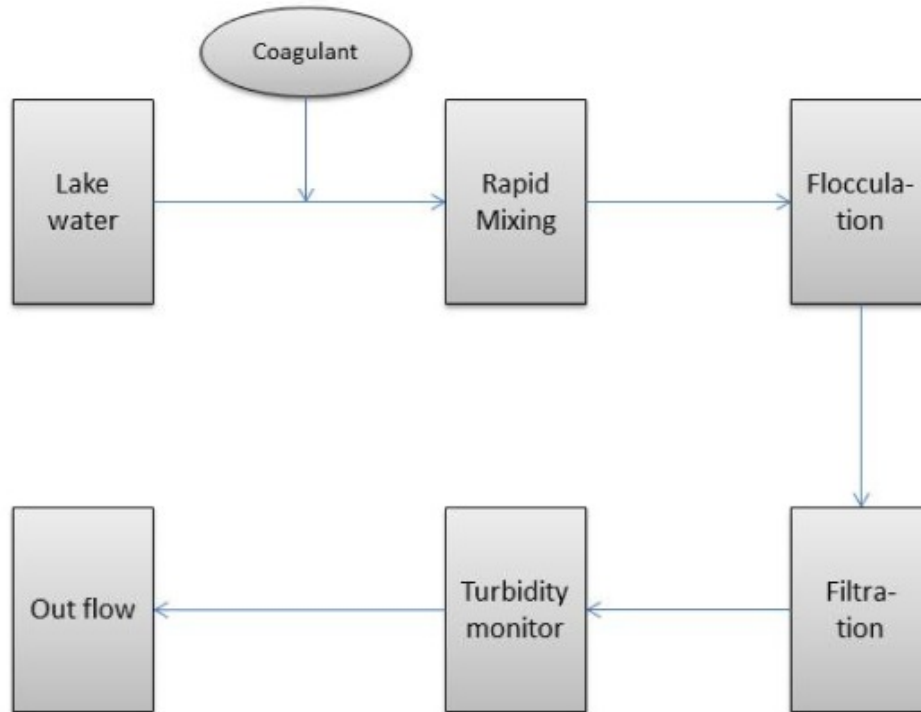 Coagulant
Lake
water
Rapid
Mixing
Floccula-
tion
Out flow
Turbidity
monitor
Filtra-
tion